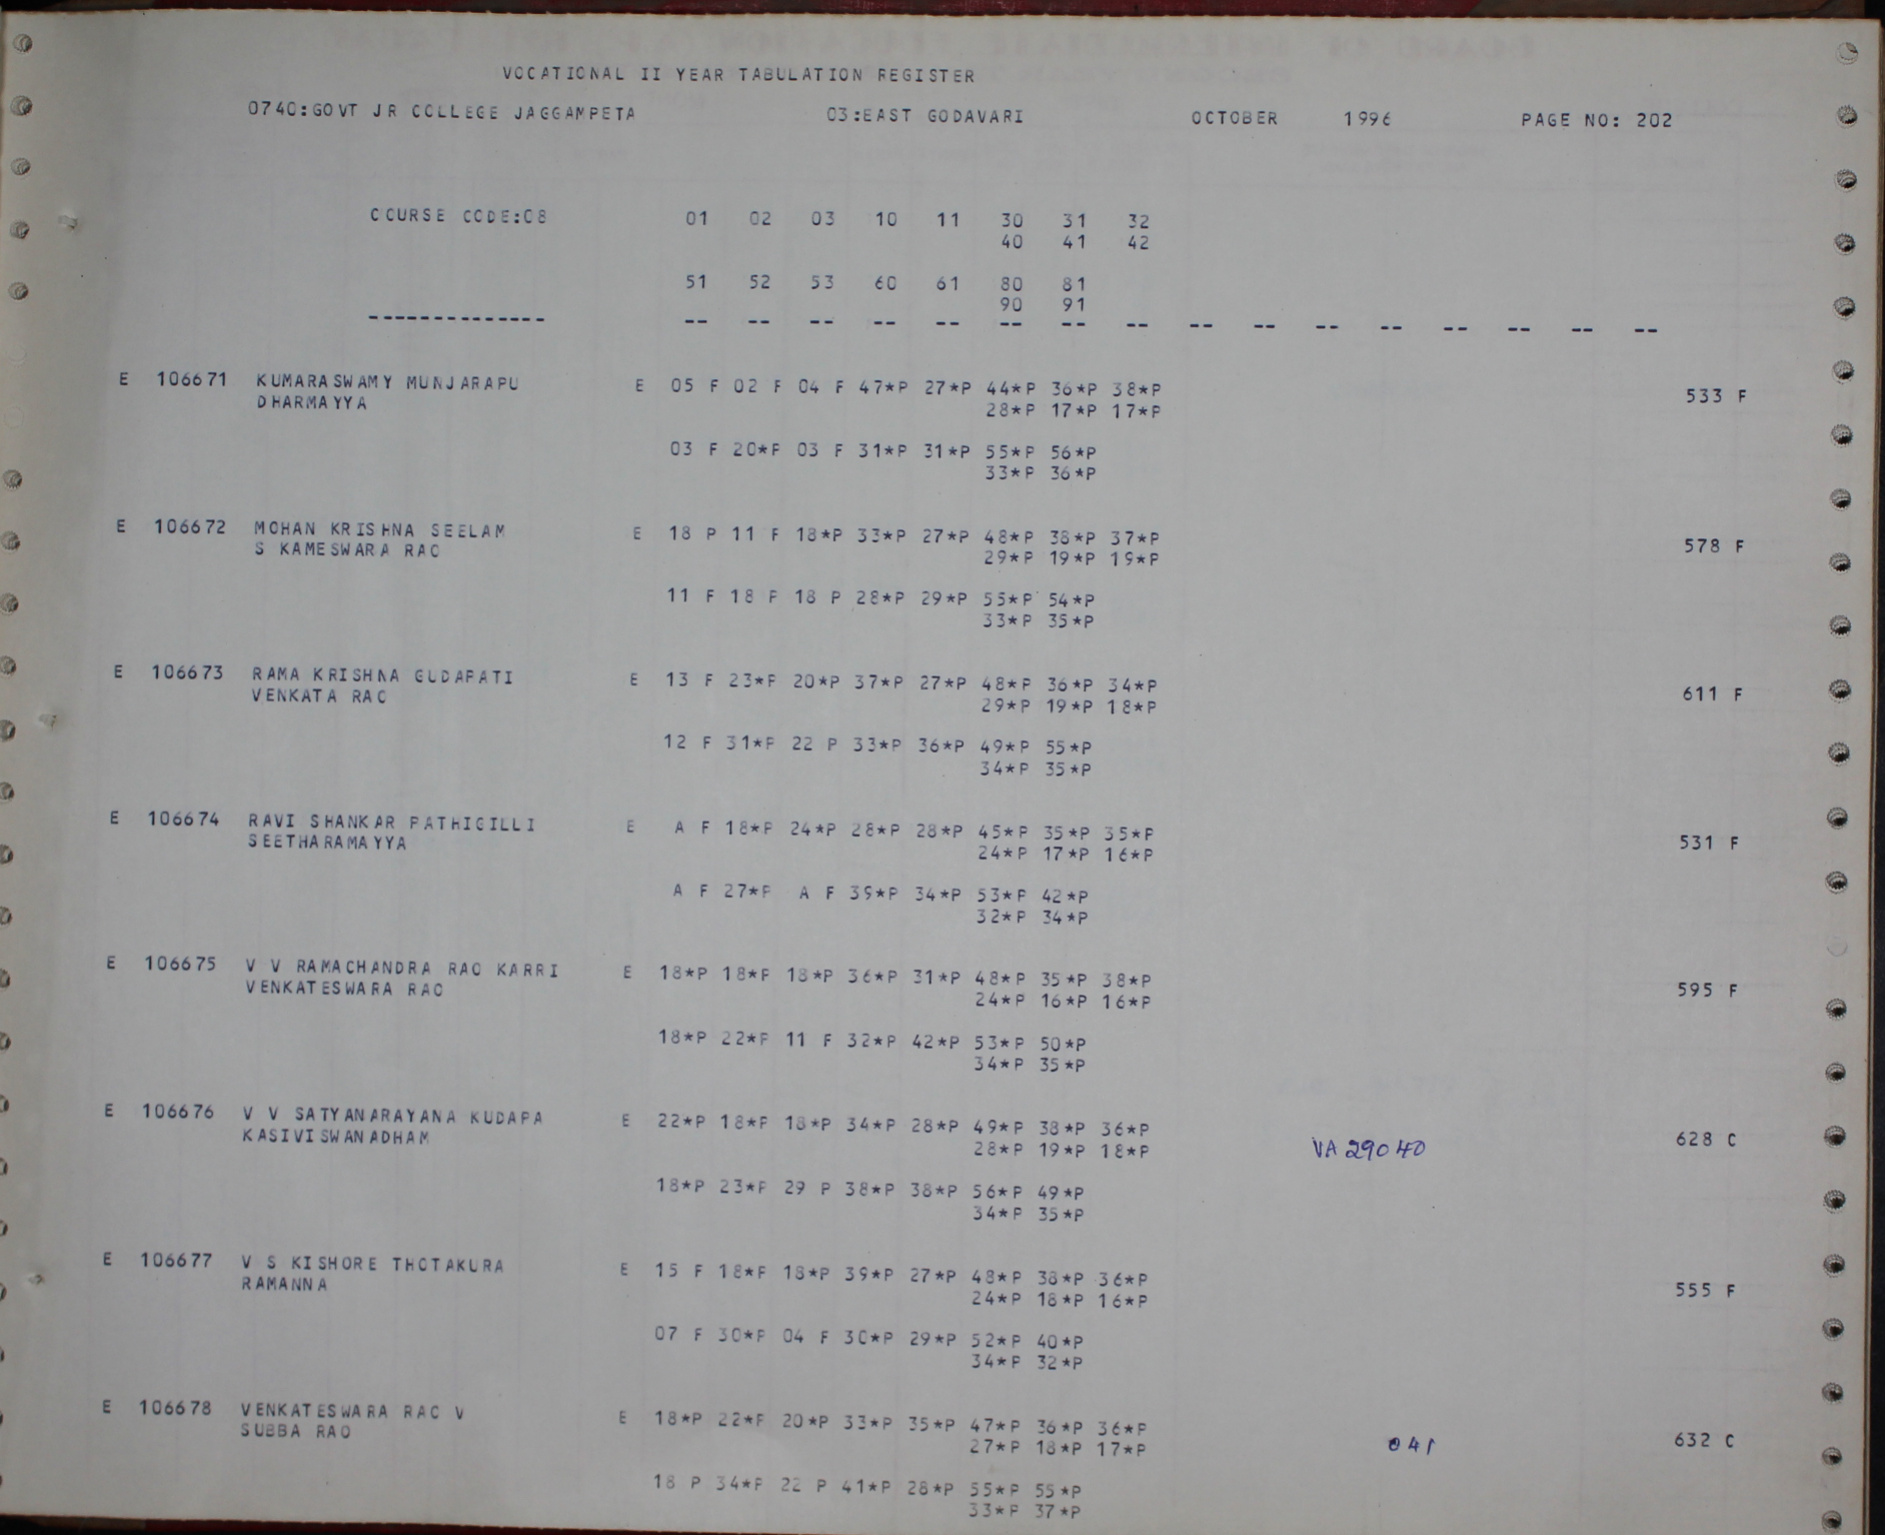 VOCATIONAL II YEAR TABULATION REGISTER
0740:GOVT JR COLLEGE JAGGAMPETA 03:EAST GODAVARI OCTOBER 1996 PAGE NO: 202
COURSE CODE:08 01 02 03 10 11 30 31 32
40 41 42
51 52 53 60 61 80 81
90 91
-------------- -- -- -- -- -- -- -- -- -- -- -- -- -- -- -- --
E 106671 KUMARASWAMY MUNJARAPU E 05 F 02 F 04 F 47*P 27*P 44*P 36*P 38*P 533 F
DHARMAYYA 28*P 17*P 17*P
03 F 20*P 03 F 31*P 31*P 55*P 56*P
33*P 36*P
E 106672 MOHAN KRISHNA SEELAM E 18 P 11 F 18*P 33*P 27*P 48*P 38*P 37*P 578 F
S KAMESWARA RAO 29*P 19*P 19*P
11 F 18 F 18 P 28*P 29*P 55*P 54*P
33*P 35*P
E 106673 RAMA KRISHNA GUDAPATI E 13 F 23*P 20*P 37*P 27*P 48*P 36*P 34*P 611 F
VENKATA RAO 29*P 19*P 18*P
12 F 31*P 22 P 33*P 36*P 49*P 55*P
34*P 35*P
E 106674 RAVI SHANKAR PATHIGILLI E A F 18*P 24*P 28*P 28*P 45*P 35*P 35*P 531 F
SEETHARAMAYYA 24*P 17*P 16*P
A F 27*P A F 39*P 34*P 53*P 42*P
32*P 34*P
E 106675 V V RAMACHANDRA RAO KARRI E 18*P 18*P 18*P 36*P 31*P 48*P 35*P 38*P 595 F
VENKATESWARA RAO 24*P 16*P 16*P
18*P 22*P 11 F 32*P 42*P 53*P 50*P
34*P 35*P
E 106676 V V SATYANARAYANA KUDAPA E 22*P 18*P 18*P 34*P 28*P 49*P 38*P 36*P 628 C
KASIVISWANADHAM 28*P 19*P 18*P VA 29040
18*P 23*P 29 P 38*P 38*P 56*P 49*P
34*P 35*P
E 106677 V S KISHORE THOTAKURA E 15 F 18*P 18*P 39*P 27*P 48*P 38*P 36*P 555 F
RAMANNA 24*P 18*P 16*P
07 F 30*P 04 F 30*P 29*P 52*P 40*P
34*P 32*P
E 106678 VENKATESWARA RAO V E 18*P 22*P 20*P 33*P 35*P 47*P 36*P 36*P 632 C
SUBBA RAO 27*P 18*P 17*P 041
18 P 34*P 22 P 41*P 28*P 55*P 55*P
33*P 37*P